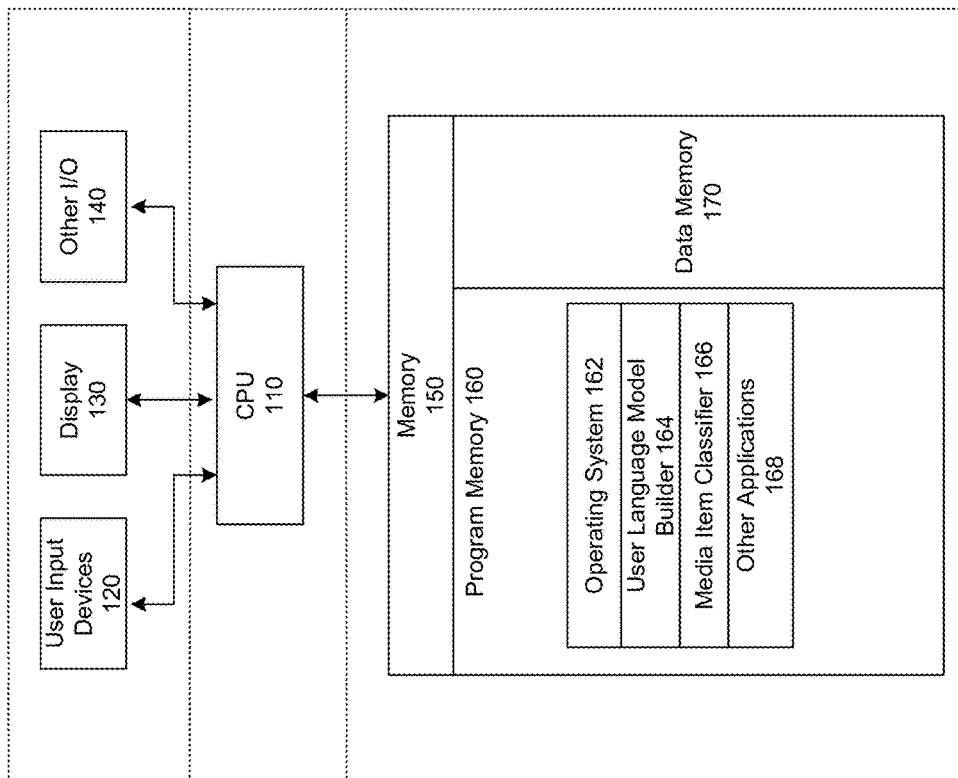 User Input
Devices
120
Display
130
Other I/O
140
CPU
110
Memory
150
Program Memory 160
Operating System 162
User Language Model
Builder 164
Media Item Classifier 166
Other Applications
168
Data Memory
170